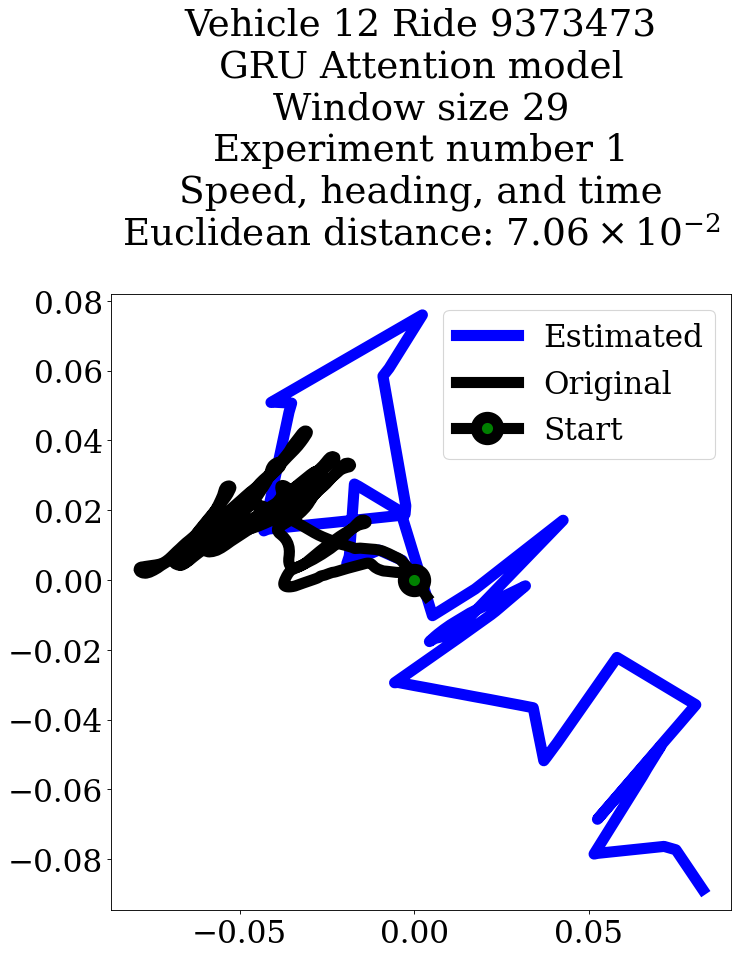 Vehicle 12 Ride 9373473
GRU Attention model
Window size 29
Experiment number 1
Speed, heading, and time
Euclidean distance: 7.06 × 10⁻²
0.08
Estimated
0.06
Original
0.04
Start
0.02
0.00
−0.02
−0.04
−0.06
−0.08
−0.05 0.00 0.05